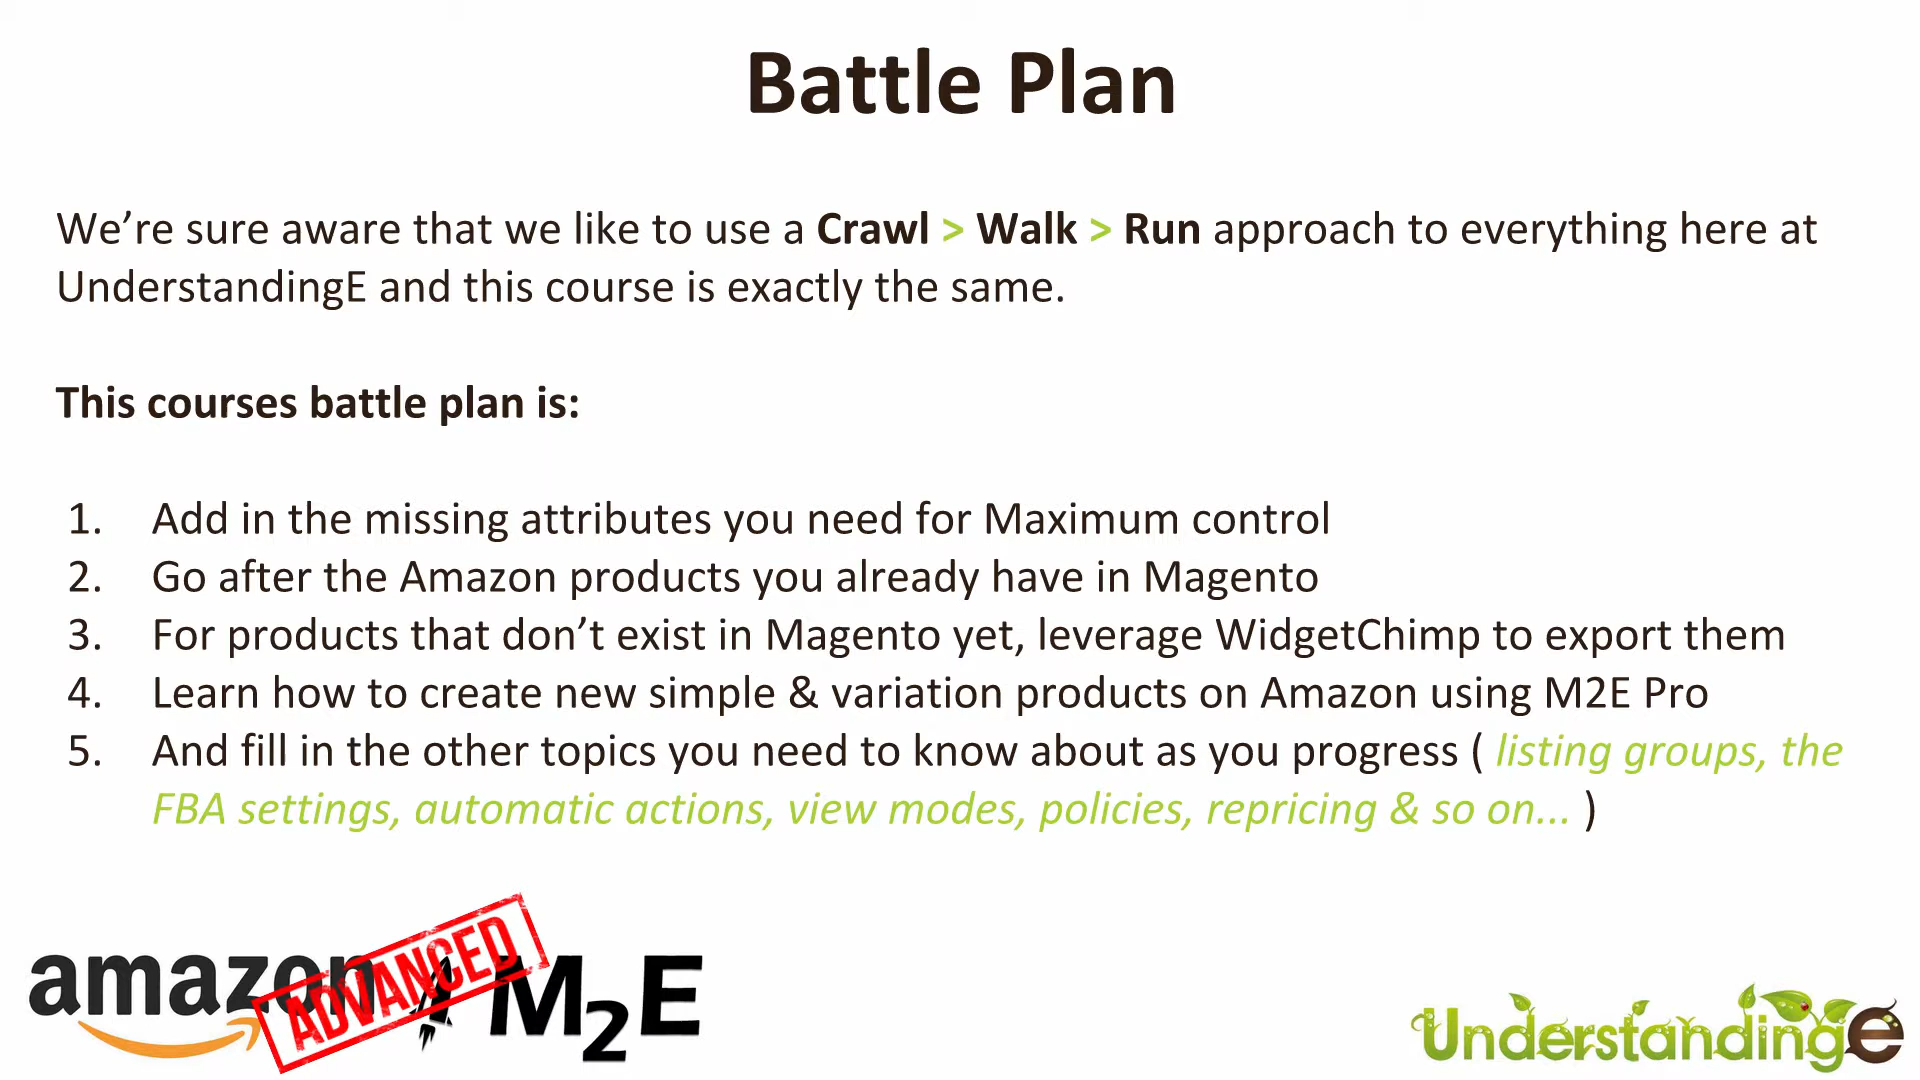 Battle Plan
We’re sure aware that we like to use a Crawl > Walk > Run approach to everything here at
UnderstandingE and this course is exactly the same.
This courses battle plan is:
1. Add in the missing attributes you need for Maximum control
2. Go after the Amazon products you already have in Magento
3. For products that don’t exist in Magento yet, leverage WidgetChimp to export them
4. Learn how to create new simple & variation products on Amazon using M2E Pro
5. And fill in the other topics you need to know about as you progress ( listing groups, the
FBA settings, automatic actions, view modes, policies, repricing & so on... )
amazon
ADVANCED
M2E
UnderstandingE